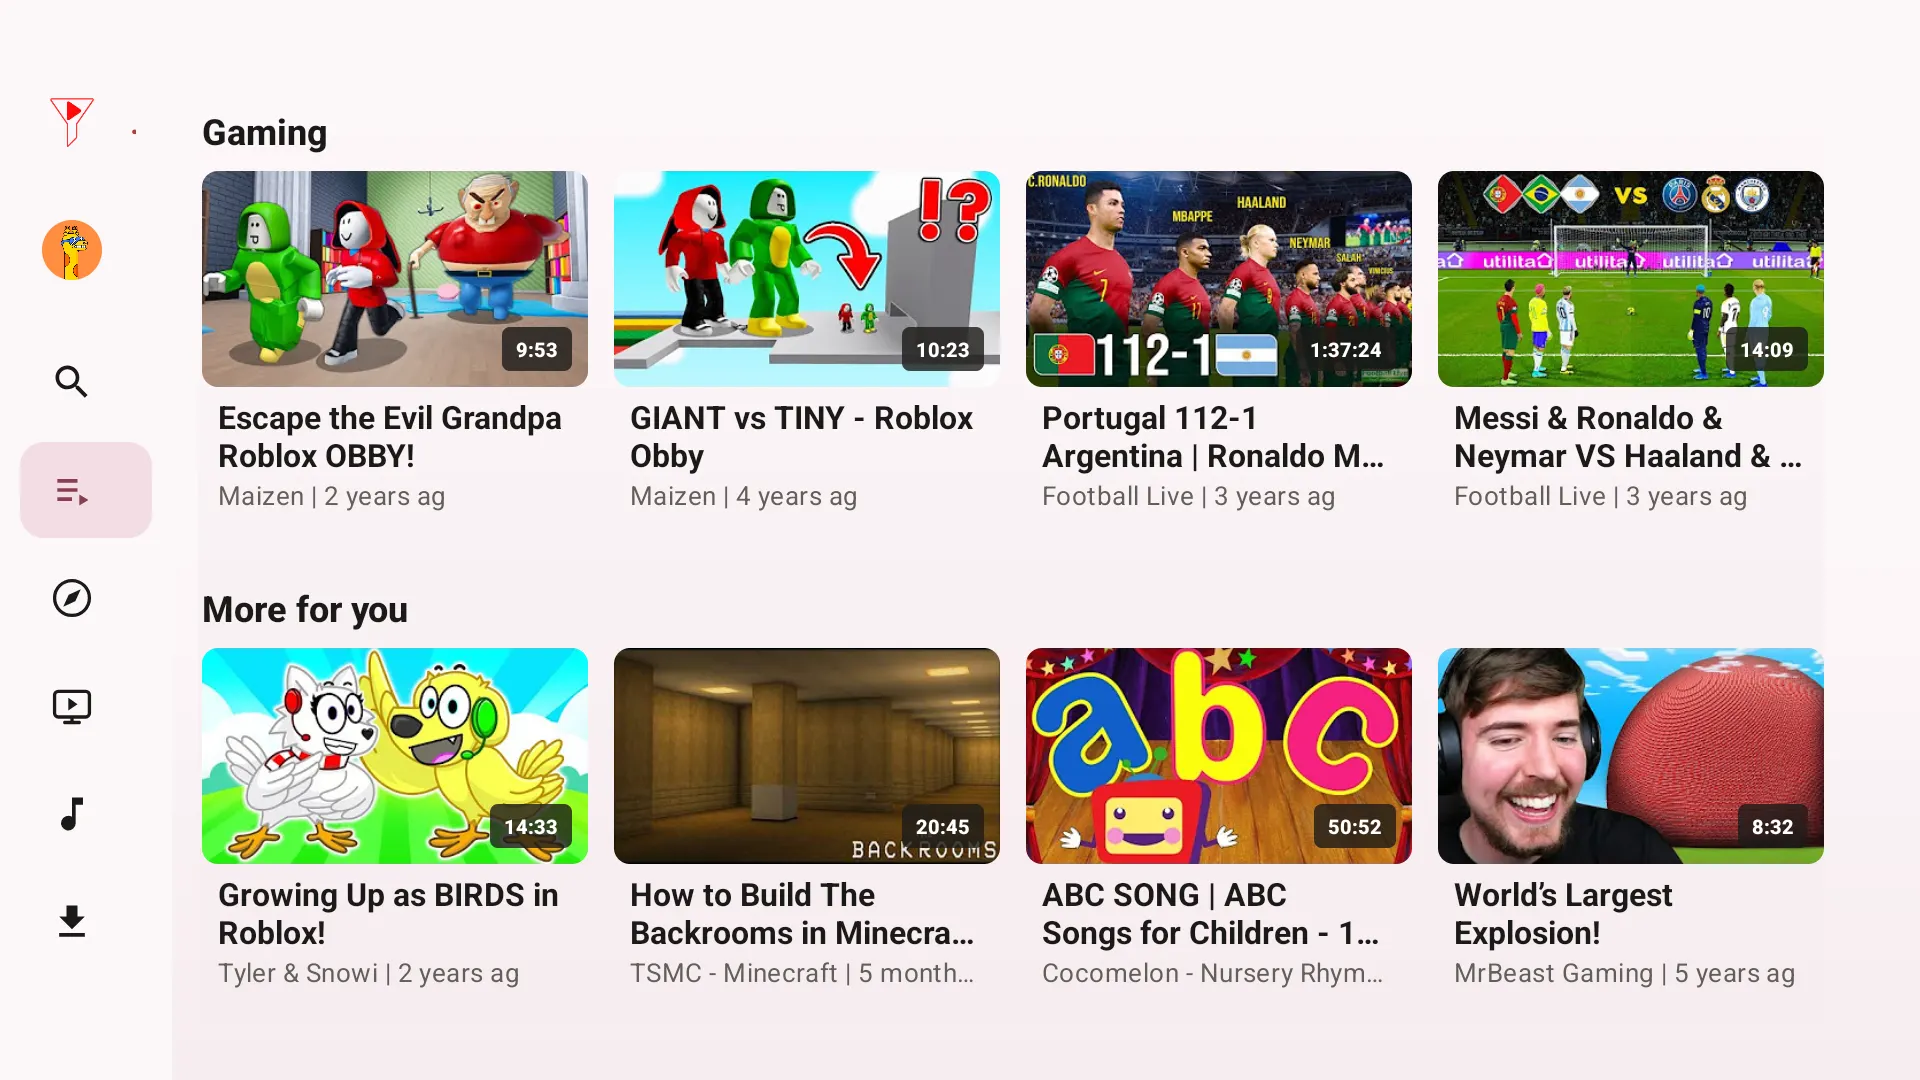 Gaming
C.RONALDO
MBAPPE
HAALAND
NEYMAR
SALAH
VINICIUS
112-1
!?
VS
utilita
utilita
utilita
utilita
9:53
10:23
1:37:24
14:09
Escape the Evil Grandpa
Roblox OBBY!
Maizen | 2 years ag
GIANT vs TINY - Roblox
Obby
Maizen | 4 years ag
Portugal 112-1
Argentina | Ronaldo M...
Football Live | 3 years ag
Messi & Ronaldo &
Neymar VS Haaland & ...
Football Live | 3 years ag
More for you
abc
BACKROOMS
14:33
20:45
50:52
8:32
Growing Up as BIRDS in
Roblox!
Tyler & Snowi | 2 years ag
How to Build The
Backrooms in Minecra...
TSMC - Minecraft | 5 month...
ABC SONG | ABC
Songs for Children - 1...
Cocomelon - Nursery Rhym...
World’s Largest
Explosion!
MrBeast Gaming | 5 years ag